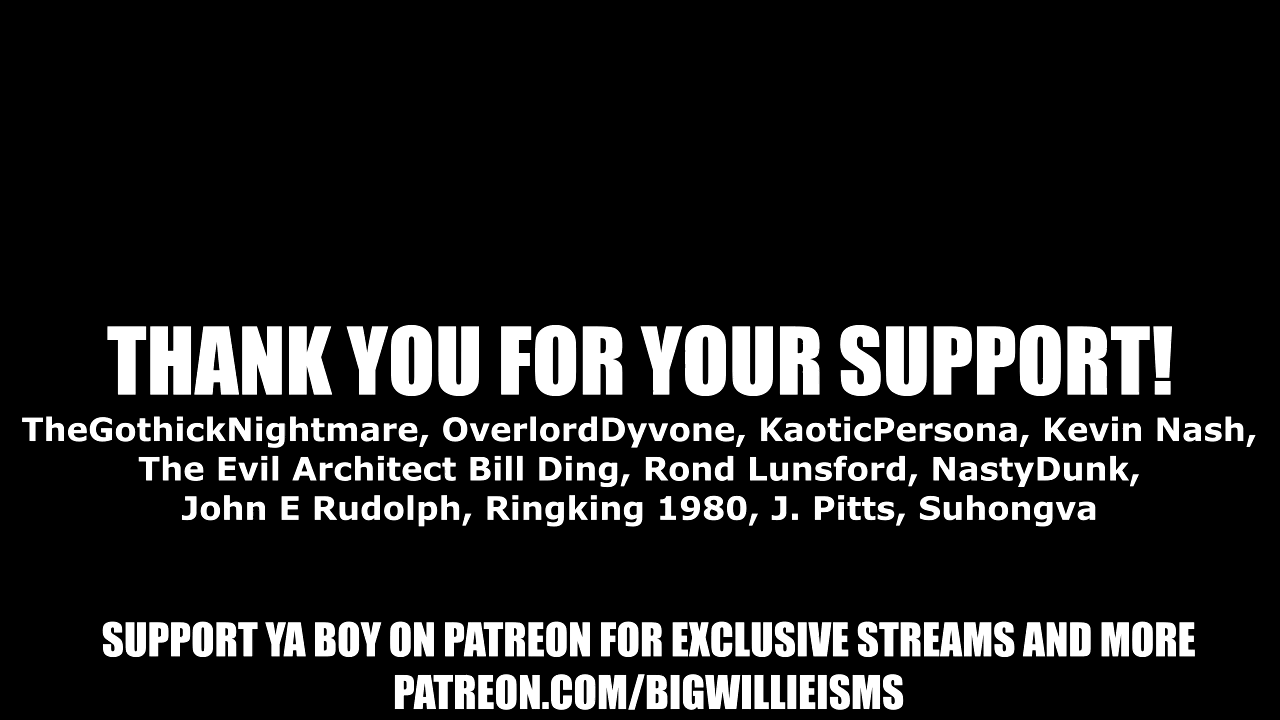 THANK YOU FOR YOUR SUPPORT!
TheGothickNightmare, OverlordDyvone, KaoticPersona, Kevin Nash,
The Evil Architect Bill Ding, Rond Lunsford, NastyDunk,
John E Rudolph, Ringking 1980, J. Pitts, Suhongva
SUPPORT YA BOY ON PATREON FOR EXCLUSIVE STREAMS AND MORE
PATREON.COM/BIGWILLIEISMS